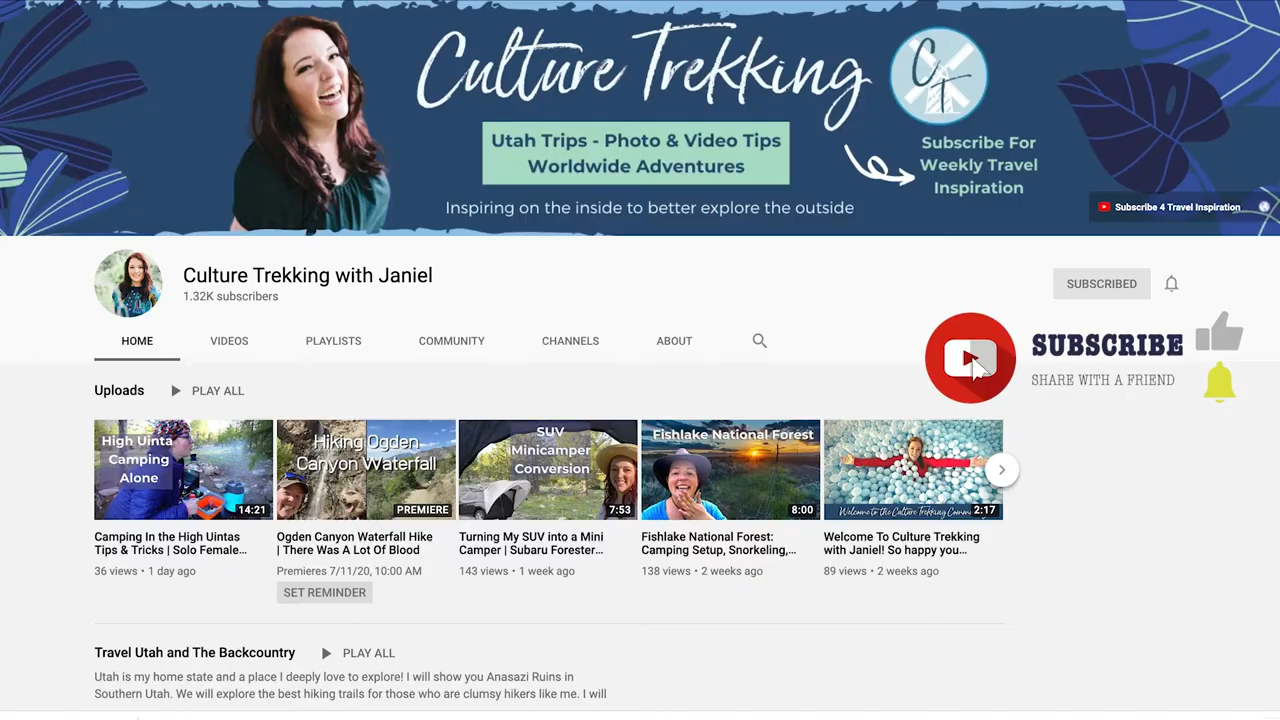 Culture Trekking
CT
Utah Trips - Photo & Video Tips
Worldwide Adventures
Subscribe For
Weekly Travel
Inspiration
Inspiring on the inside to better explore the outside
Subscribe 4 Travel Inspiration
Culture Trekking with Janiel
1.32K subscribers
SUBSCRIBED
HOME VIDEOS PLAYLISTS COMMUNITY CHANNELS ABOUT
SUBSCRIBE
SHARE WITH A FRIEND
Uploads PLAY ALL
High Uinta
Camping
Alone
14:21
Hiking Ogden
Canyon Waterfall
PREMIERE
SUV
Minicamper
Conversion
7:53
Fishlake National Forest
8:00
Welcome to the Culture Trekking
2:17
Camping In the High Uintas
Tips & Tricks | Solo Female...
36 views • 1 day ago
Ogden Canyon Waterfall Hike
| There Was A Lot Of Blood
Premieres 7/11/20, 10:00 AM
SET REMINDER
Turning My SUV into a Mini
Camper | Subaru Forester...
143 views • 1 week ago
Fishlake National Forest:
Camping Setup, Snorkeling,...
138 views • 2 weeks ago
Welcome To Culture Trekking
with Janiel! So happy you...
89 views • 2 weeks ago
Travel Utah and The Backcountry PLAY ALL
Utah is my home state and a place I deeply love to explore! I will show you Anasazi Ruins in
Southern Utah. We will explore the best hiking trails for those who are clumsy hikers like me. I will